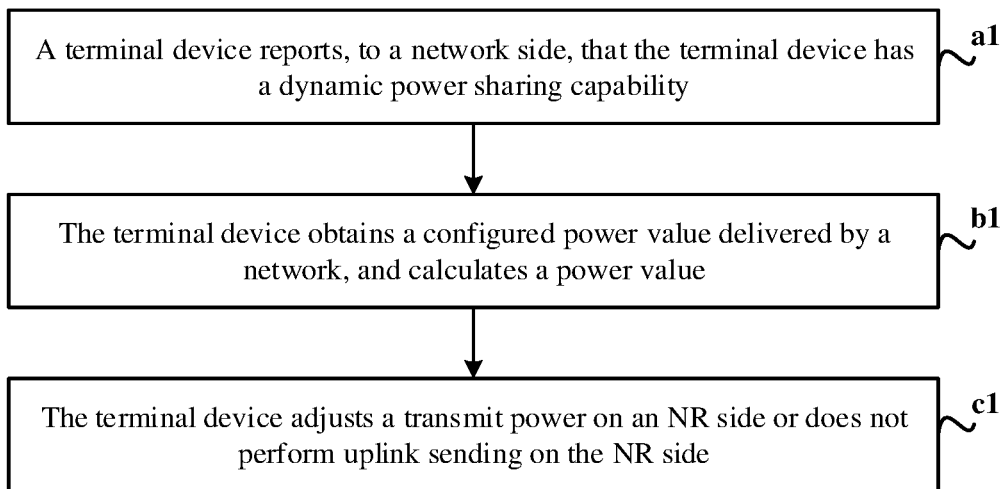 A terminal device reports, to a network side, that the terminal device has
a dynamic power sharing capability
a1
The terminal device obtains a configured power value delivered by a
network, and calculates a power value
b1
The terminal device adjusts a transmit power on an NR side or does not
perform uplink sending on the NR side
c1